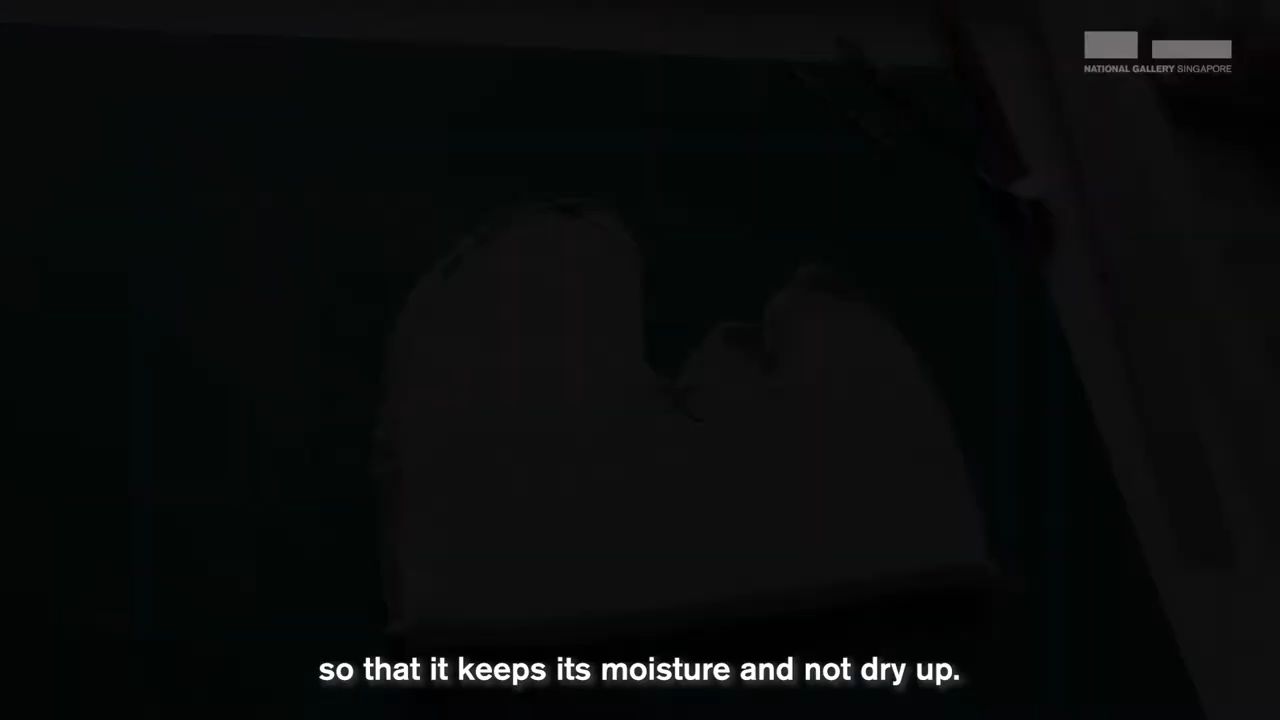 NATIONAL GALLERY SINGAPORE
so that it keeps its moisture and not dry up.